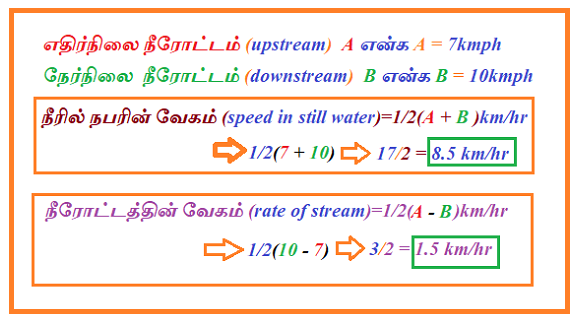 எதிர்நிலை நீரோட்டம் (upstream) A என்க A = 7kmph
நேர்நிலை நீரோட்டம் (downstream) B என்க B = 10kmph
நீரில் நபரின் வேகம் (speed in still water)=1/2(A + B )km/hr
1/2(7 + 10) 17/2 = 8.5 km/hr
நீரோட்டத்தின் வேகம் (rate of stream)=1/2(A - B)km/hr
1/2(10 - 7) 3/2 = 1.5 km/hr